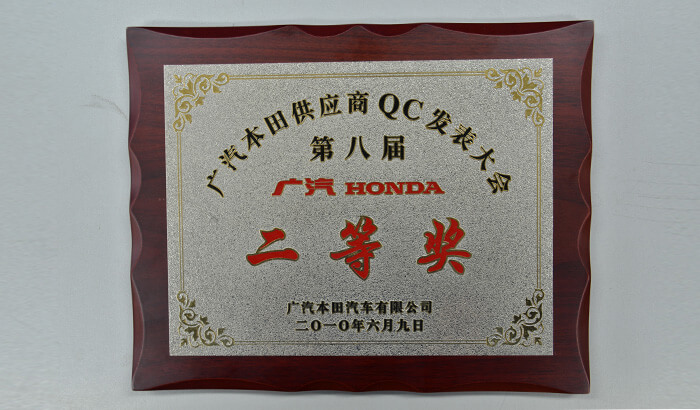 广汽本田供应商QC发表大会
第八届
广汽 HONDA
二等奖
广汽本田汽车有限公司
二〇一〇年六月九日